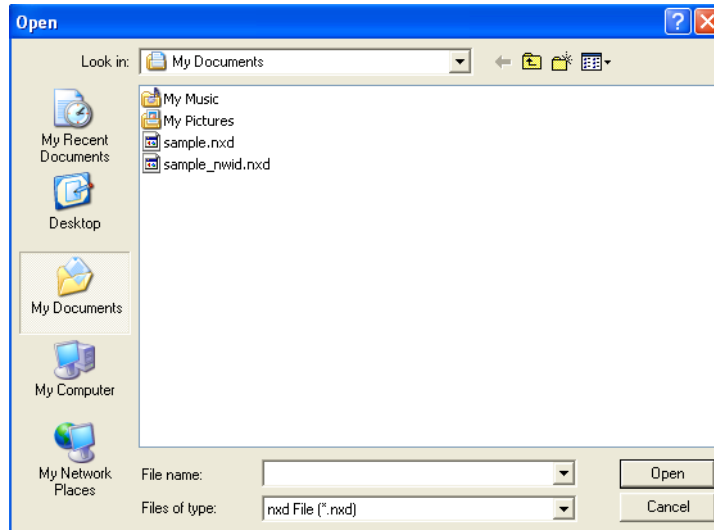 Open
Look in: My Documents
My Recent
Documents
Desktop
My Documents
My Computer
My Network
Places
My Music
My Pictures
sample.nxd
sample_nwid.nxd
File name:
Open
Files of type: nxd File (*.nxd)
Cancel